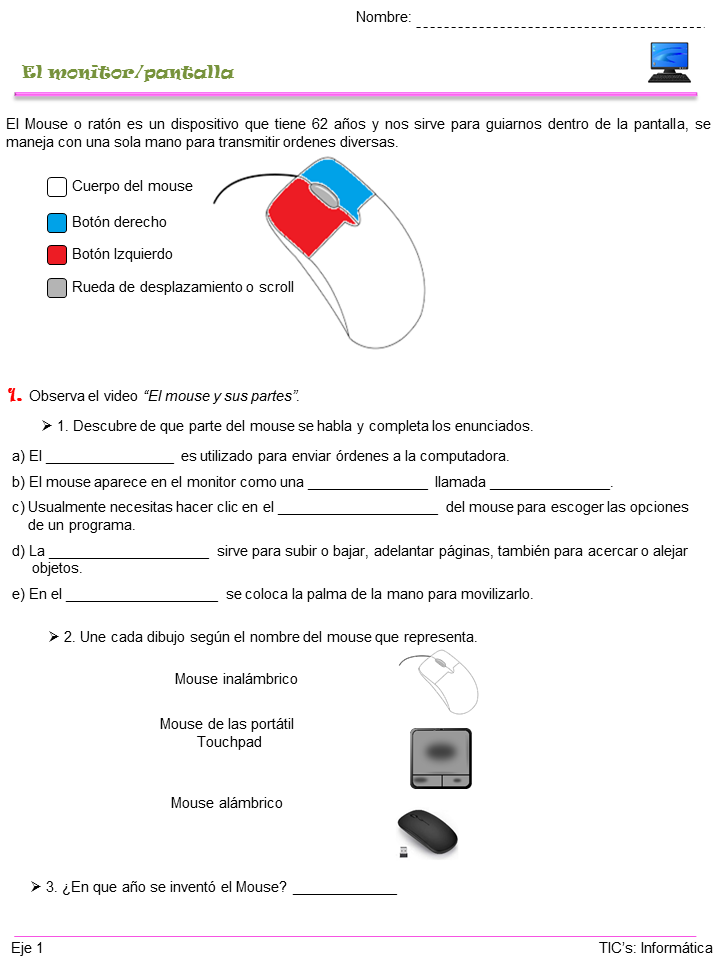 Nombre: ____________________
El monitor/pantalla
El Mouse o ratón es un dispositivo que tiene 62 años y nos sirve para guiarnos dentro de la pantalla, se
maneja con una sola mano para transmitir ordenes diversas.
Cuerpo del mouse
Botón derecho
Botón Izquierdo
Rueda de desplazamiento o scroll
1. Observa el video “El mouse y sus partes”.
➢ 1. Descubre de que parte del mouse se habla y completa los enunciados.
a) El ________________ es utilizado para enviar órdenes a la computadora.
b) El mouse aparece en el monitor como una _______________ llamada _______________.
c) Usualmente necesitas hacer clic en el ____________________ del mouse para escoger las opciones
de un programa.
d) La ____________________ sirve para subir o bajar, adelantar páginas, también para acercar o alejar
objetos.
e) En el ___________________ se coloca la palma de la mano para movilizarlo.
➢ 2. Une cada dibujo según el nombre del mouse que representa.
Mouse inalámbrico
Mouse de las portátil
Touchpad
Mouse alámbrico
➢ 3. ¿En que año se inventó el Mouse? _____________
Eje 1
TIC’s: Informática